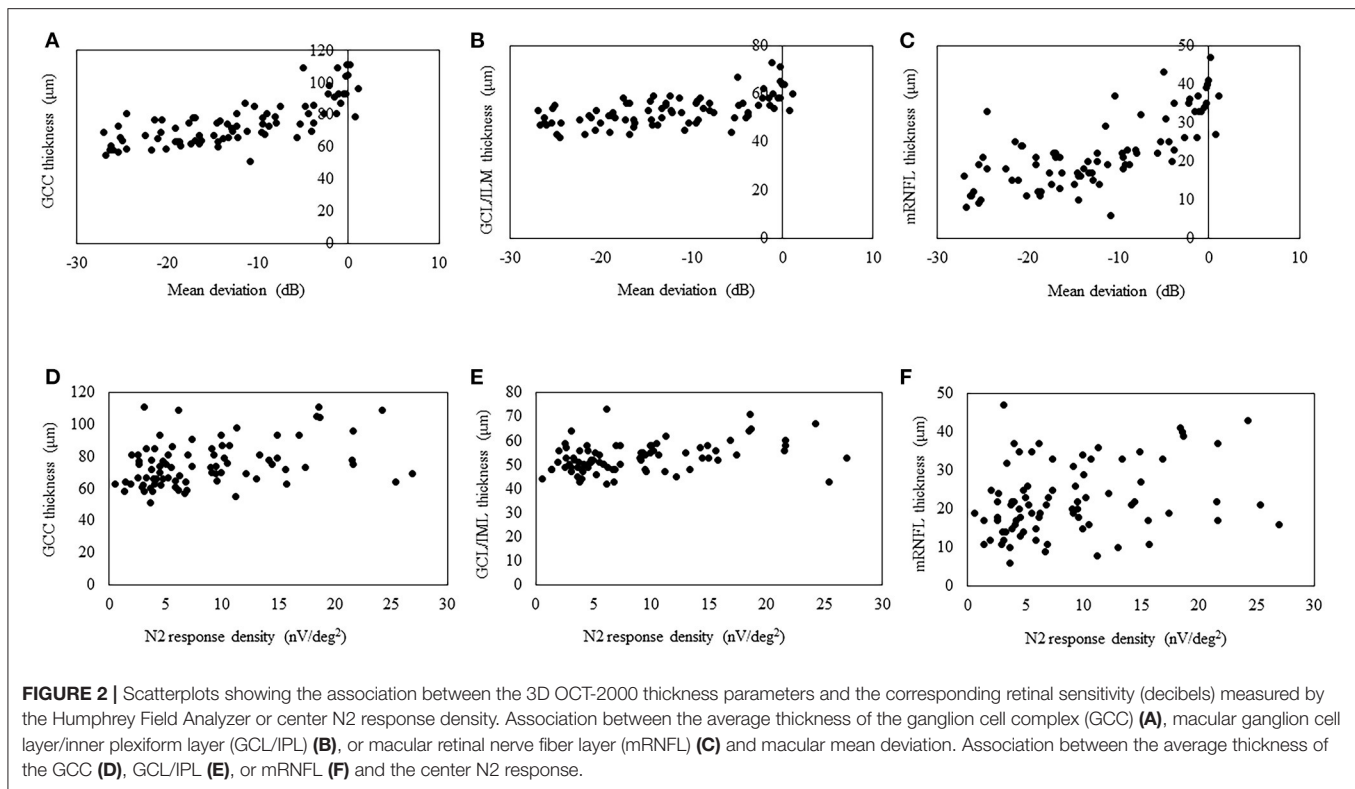 A
GCC thickness (μm)
120
100
80
60
40
20
0
-30 -20 -10 0 10
Mean deviation (dB)
B
GCL/ILM thickness (μm)
80
60
40
20
0
-30 -20 -10 0 10
Mean deviation (dB)
C
mRNFL thickness (μm)
50
40
30
20
10
0
-30 -20 -10 0 10
Mean deviation (dB)
D
GCC thickness (μm)
120
100
80
60
40
20
0
0 5 10 15 20 25 30
N2 response density (nV/deg²)
E
GCL/IML thickness (μm)
80
70
60
50
40
30
20
10
0
0 5 10 15 20 25 30
N2 response density (nV/deg²)
F
mRNFL thickness (μm)
50
40
30
20
10
0
0 5 10 15 20 25 30
N2 response density (nV/deg²)
FIGURE 2 | Scatterplots showing the association between the 3D OCT-2000 thickness parameters and the corresponding retinal sensitivity (decibels) measured by
the Humphrey Field Analyzer or center N2 response density. Association between the average thickness of the ganglion cell complex (GCC) (A), macular ganglion cell
layer/inner plexiform layer (GCL/IPL) (B), or macular retinal nerve fiber layer (mRNFL) (C) and macular mean deviation. Association between the average thickness of
the GCC (D), GCL/IPL (E), or mRNFL (F) and the center N2 response.